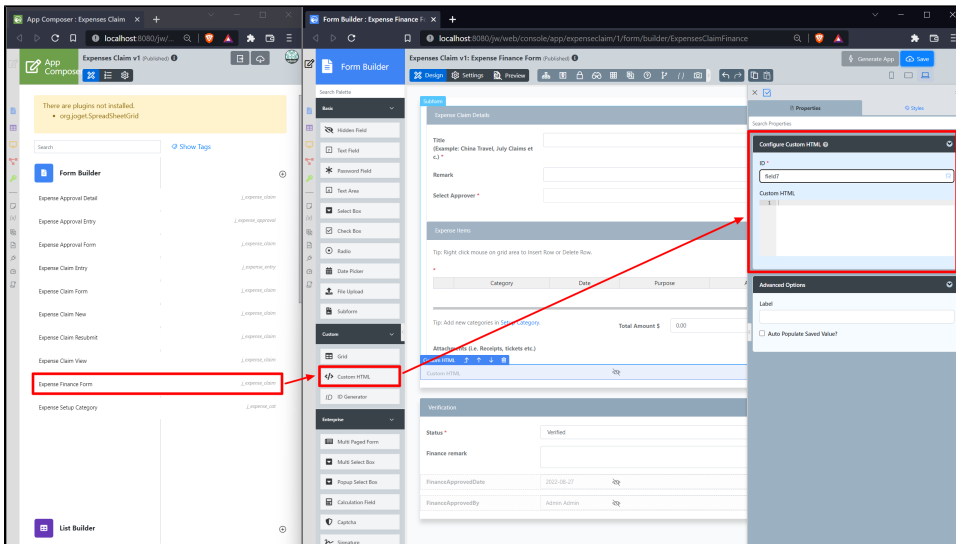 App Composer : Expenses Claim
localhost:8080/jw/...
App
Composer
Expenses Claim v1 (Published)
There are plugins not installed.
org.joget.SpreadSheetGrid
Search
Show Tags
Form Builder
Expense Approval Detail
j_expense_claim
Expense Approval Entry
j_expense_approval
Expense Approval Form
j_expense_claim
Expense Claim Entry
j_expense_entry
Expense Claim Form
j_expense_claim
Expense Claim New
j_expense_claim
Expense Claim Resubmit
j_expense_claim
Expense Claim View
j_expense_claim
Expense Finance Form
j_expense_claim
Expense Setup Category
List Builder
Form Builder : Expense Finance F
localhost:8080/jw/web/console/app/expenseclaim/1/form/builder/ExpensesClaimFinance
Form Builder
Expenses Claim v1: Expense Finance Form (Published)
Design
Settings
Preview
Generate App
Save
Search Palette
Basic
Hidden Field
Text Field
Password Field
Text Area
Select Box
Check Box
Radio
Date Picker
File Upload
Subform
Custom
Grid
Custom HTML
ID Generator
Enterprise
Multi Paged Form
Multi Select Box
Popup Select Box
Calculation Field
Captcha
Signature
Subform
Expense Claim Details
Title
(Example: China Travel, July Claims et
c.) *
Remark
Select Approver *
Expense Items
Tip: Right click mouse on grid area to Insert Row or Delete Row.
*
Category
Date
Purpose
A
Tip: Add new categories in Setup Category.
Total Amount $
0.00
Attachments (i.e. Receipts, tickets etc.)
Custom HTML
Custom HTML
Verification
Status *
Verified
Finance remark
FinanceApprovedDate
2022-08-27
FinanceApprovedBy
Admin Admin
Properties
Styles
Search Properties
Configure Custom HTML
ID *
field7
Custom HTML
1
Advanced Options
Label
Auto Populate Saved Value?